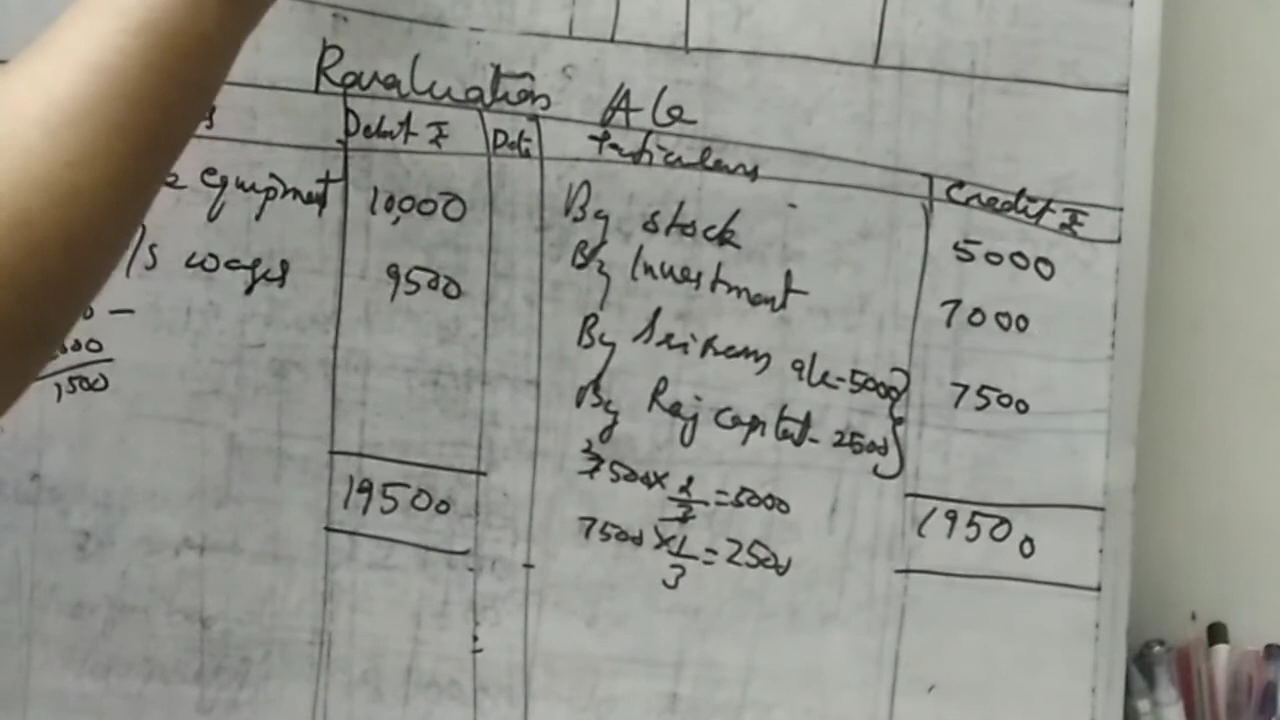 Revaluation A/c
Debit ₹ Date Particulars Credit ₹
equipment 10,000 By stock 5000
/s wages 9500 By Investment 7000
By Sriram a/c - 5000 } 7500
By Raj capital - 2500 }
1500
7500 × 2/3 = 5000
7500 × 1/3 = 2500
19500 19500